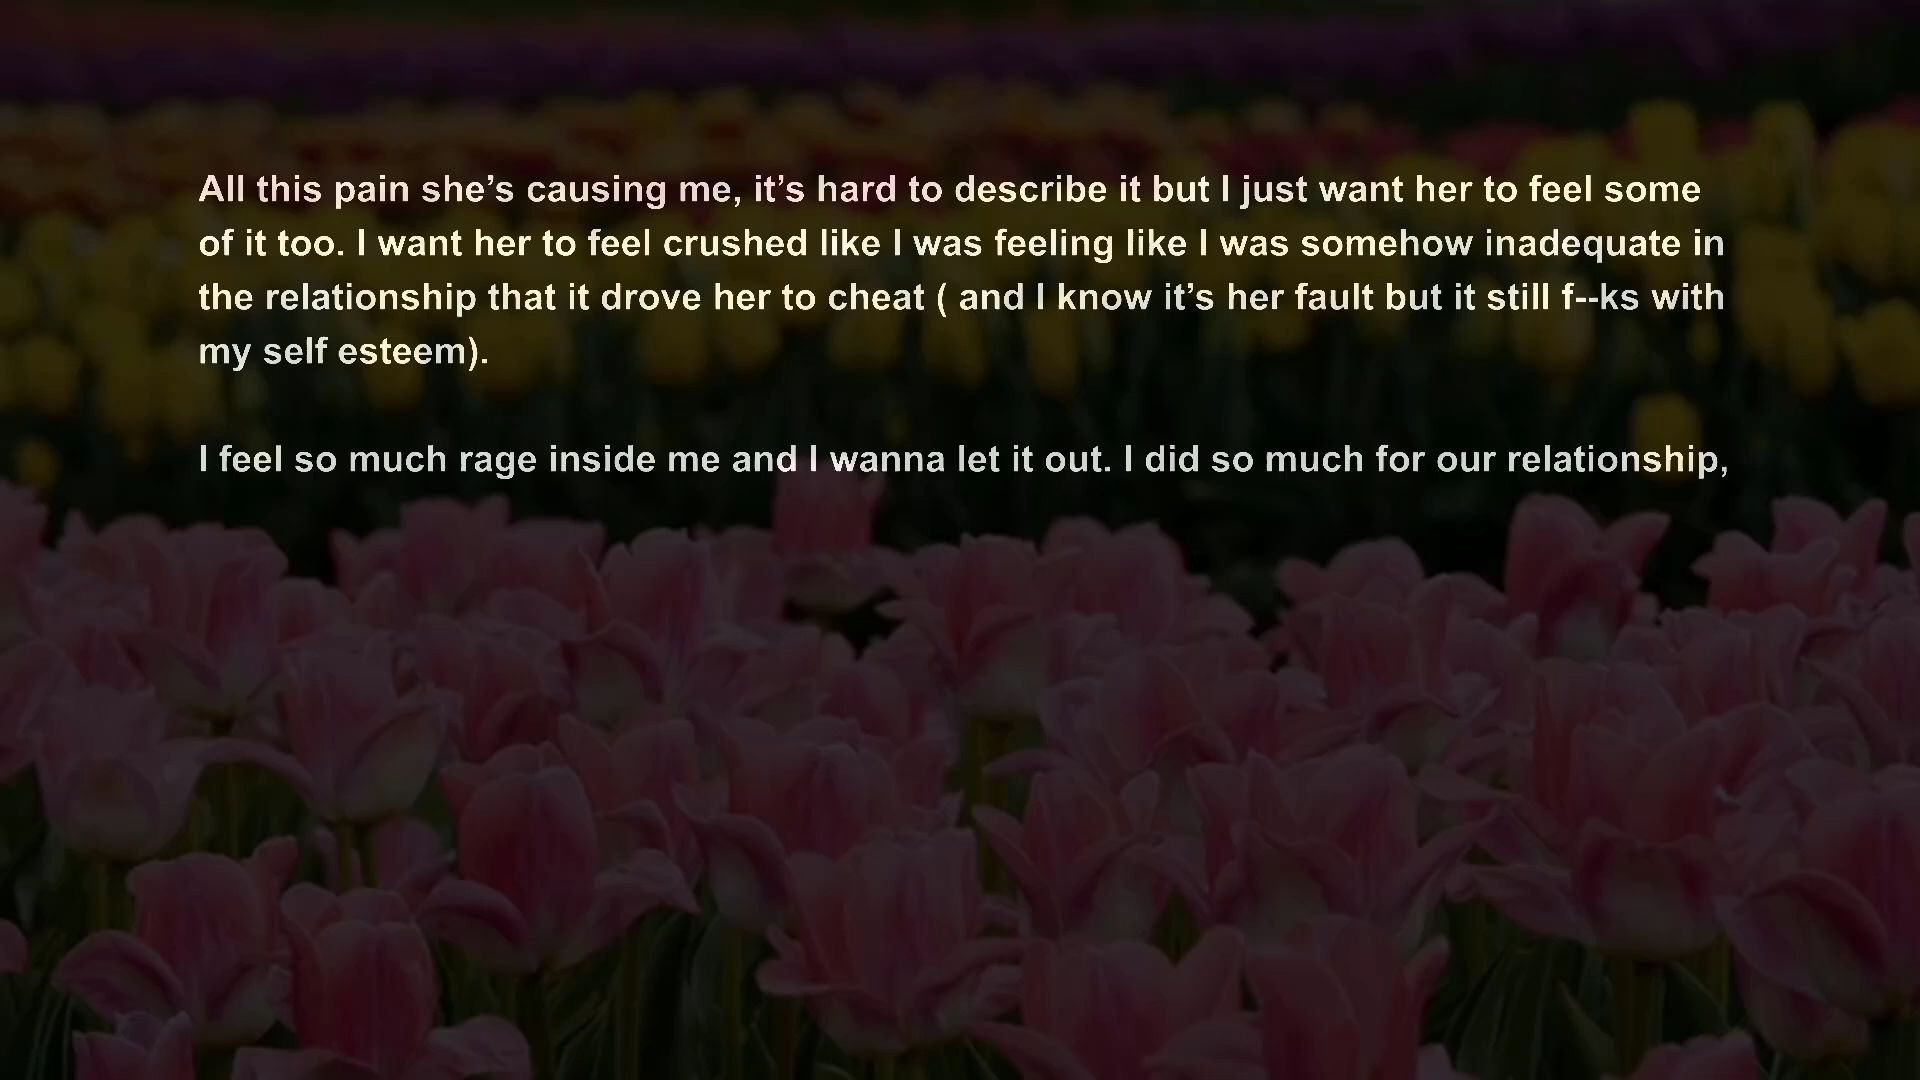 All this pain she’s causing me, it’s hard to describe it but I just want her to feel some
of it too. I want her to feel crushed like I was feeling like I was somehow inadequate in
the relationship that it drove her to cheat ( and I know it’s her fault but it still f--ks with
my self esteem).
I feel so much rage inside me and I wanna let it out. I did so much for our relationship,